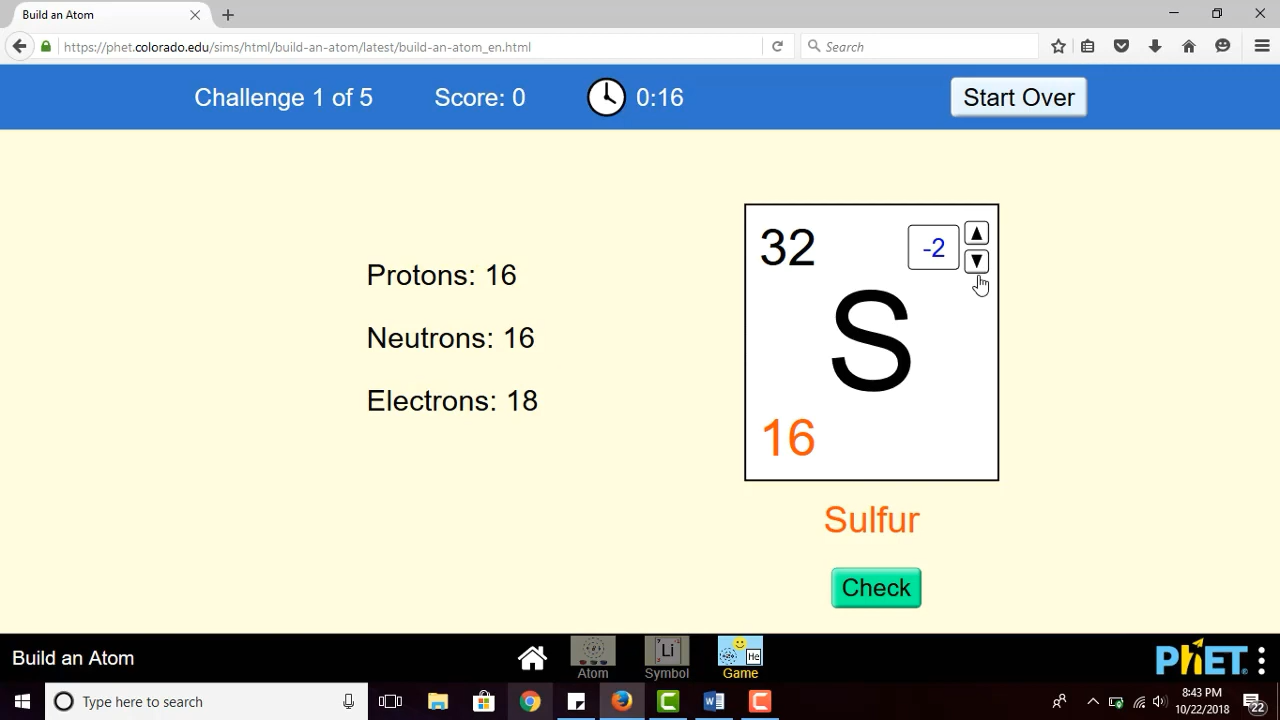 Build an Atom
https://phet.colorado.edu/sims/html/build-an-atom/latest/build-an-atom_en.html
Search
Challenge 1 of 5
Score: 0
0:16
Start Over
Protons: 16
Neutrons: 16
Electrons: 18
32
-2
S
16
Sulfur
Check
Build an Atom
Atom
Li
Symbol
He
Game
PhET
Type here to search
8:43 PM
10/22/2018
22